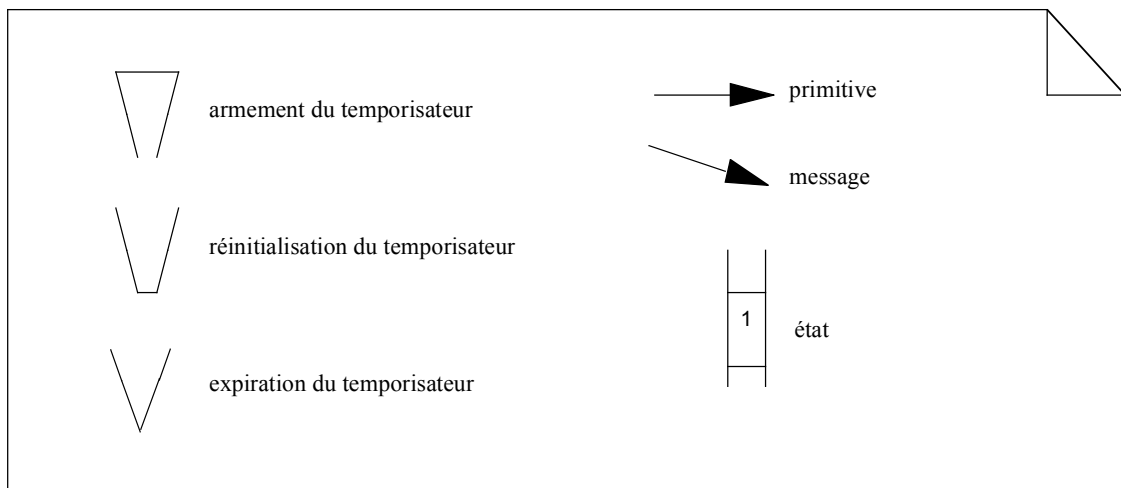 armement du temporisateur
réinitialisation du temporisateur
expiration du temporisateur
primitive
message
1
état